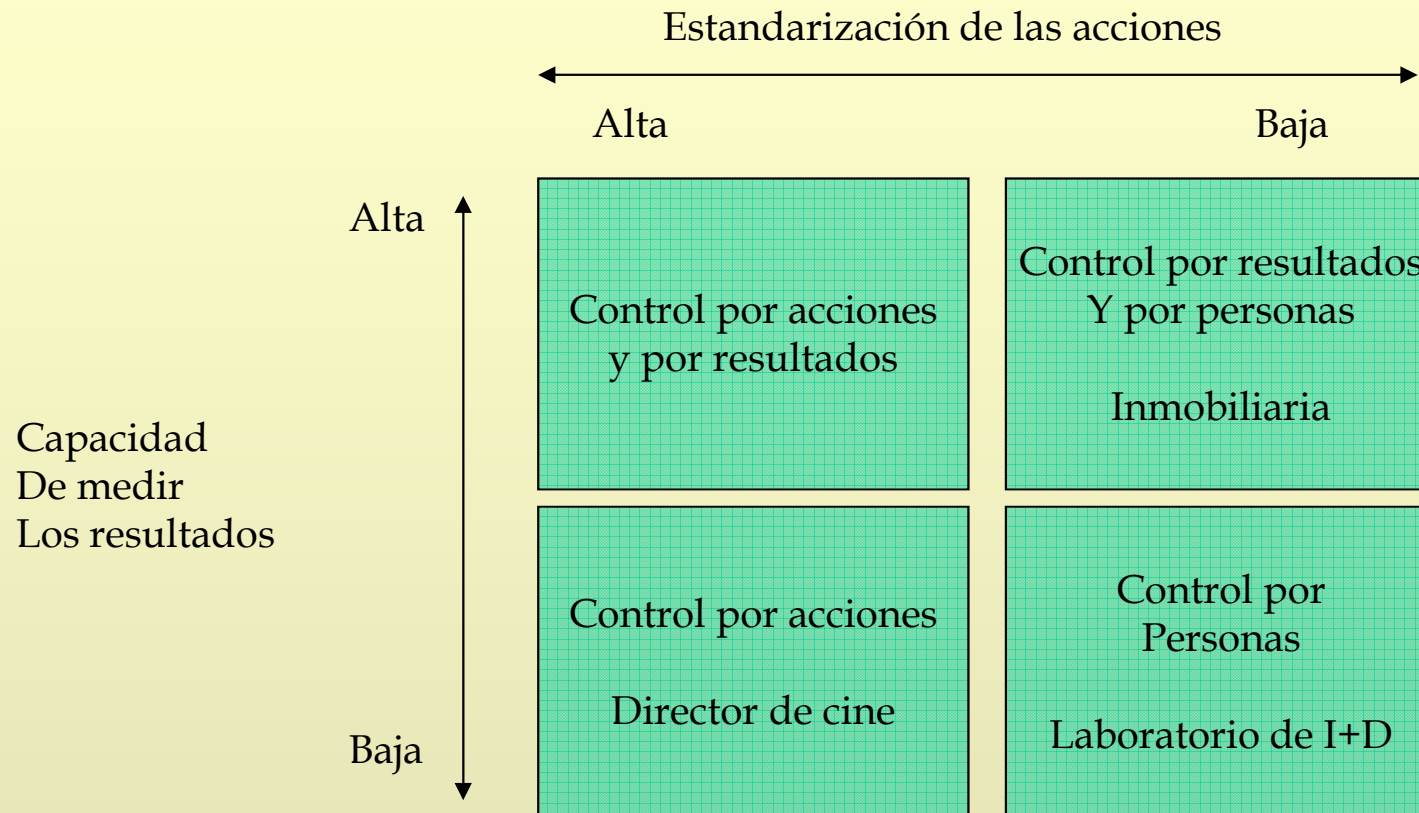 Estandarización de las acciones
Alta
Baja
Alta
Capacidad
De medir
Los resultados
Baja
Control por acciones
y por resultados
Control por resultados
Y por personas
Inmobiliaria
Control por acciones
Director de cine
Control por
Personas
Laboratorio de I+D